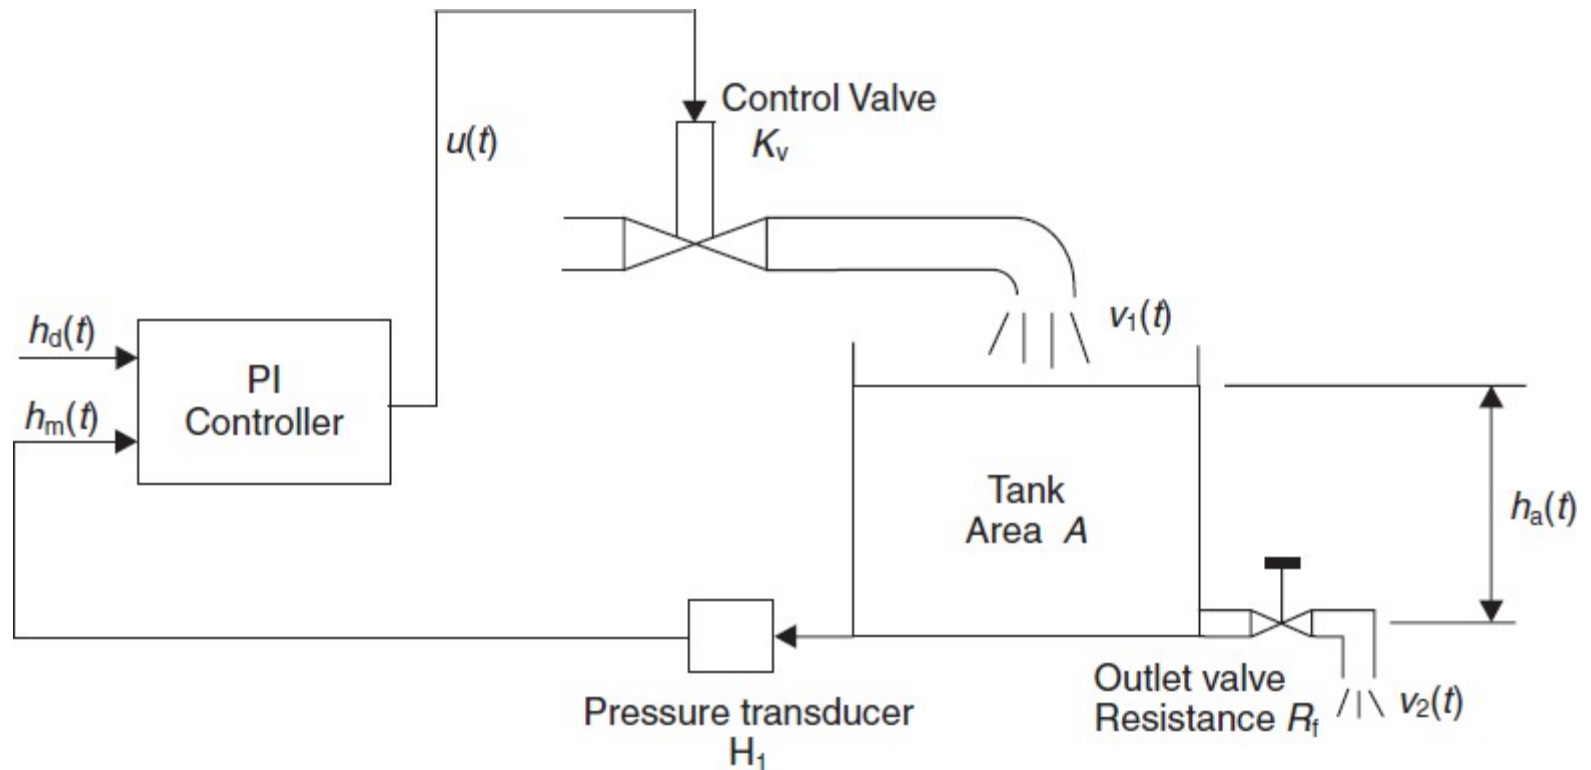 Control Valve
Kv
u(t)
v1(t)
hd(t)
PI
Controller
hm(t)
Tank
Area A
ha(t)
Outlet valve
Resistance Rf
v2(t)
Pressure transducer
H1